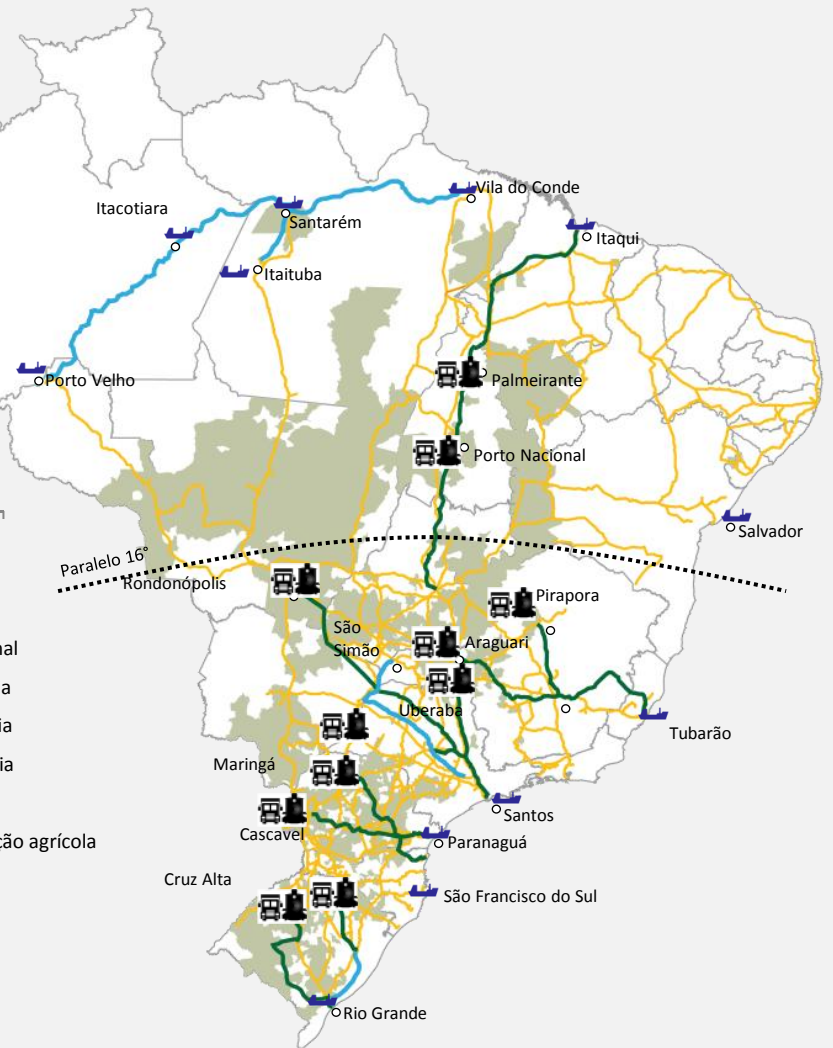 Vila do Conde
Itacotiara
Santarém
Itaqui
Itaituba
Porto Velho
Palmeirante
Porto Nacional
Salvador
Paralelo 16°
Rondonópolis
Pirapora
São
Simão
Araguari
Uberaba
Tubarão
Maringá
Santos
Cascavel
Paranaguá
Cruz Alta
São Francisco do Sul
Rio Grande
nal
a
ia
ia
ção agrícola